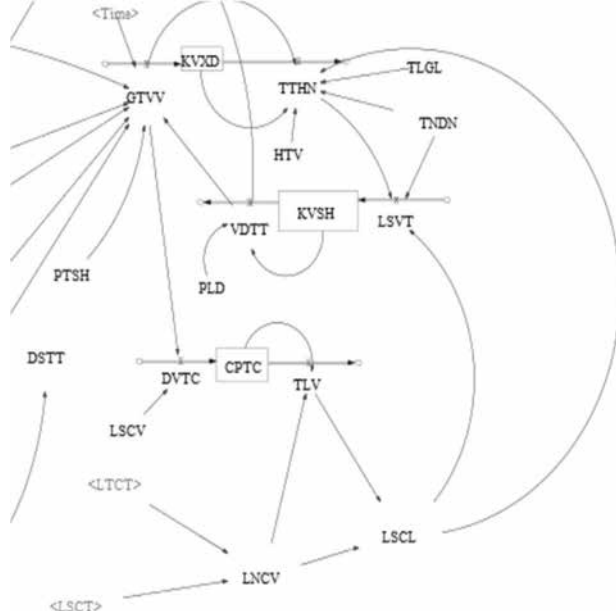 <Time>
KVXD
TLGL
GTVV
TTHN
TNDN
HTV
KVSH
LSVT
VDTT
PTSH
PLD
DSTT
CPTC
DVTC
TLV
LSCV
<LTCT>
LSCL
LNCV
<LSCT>